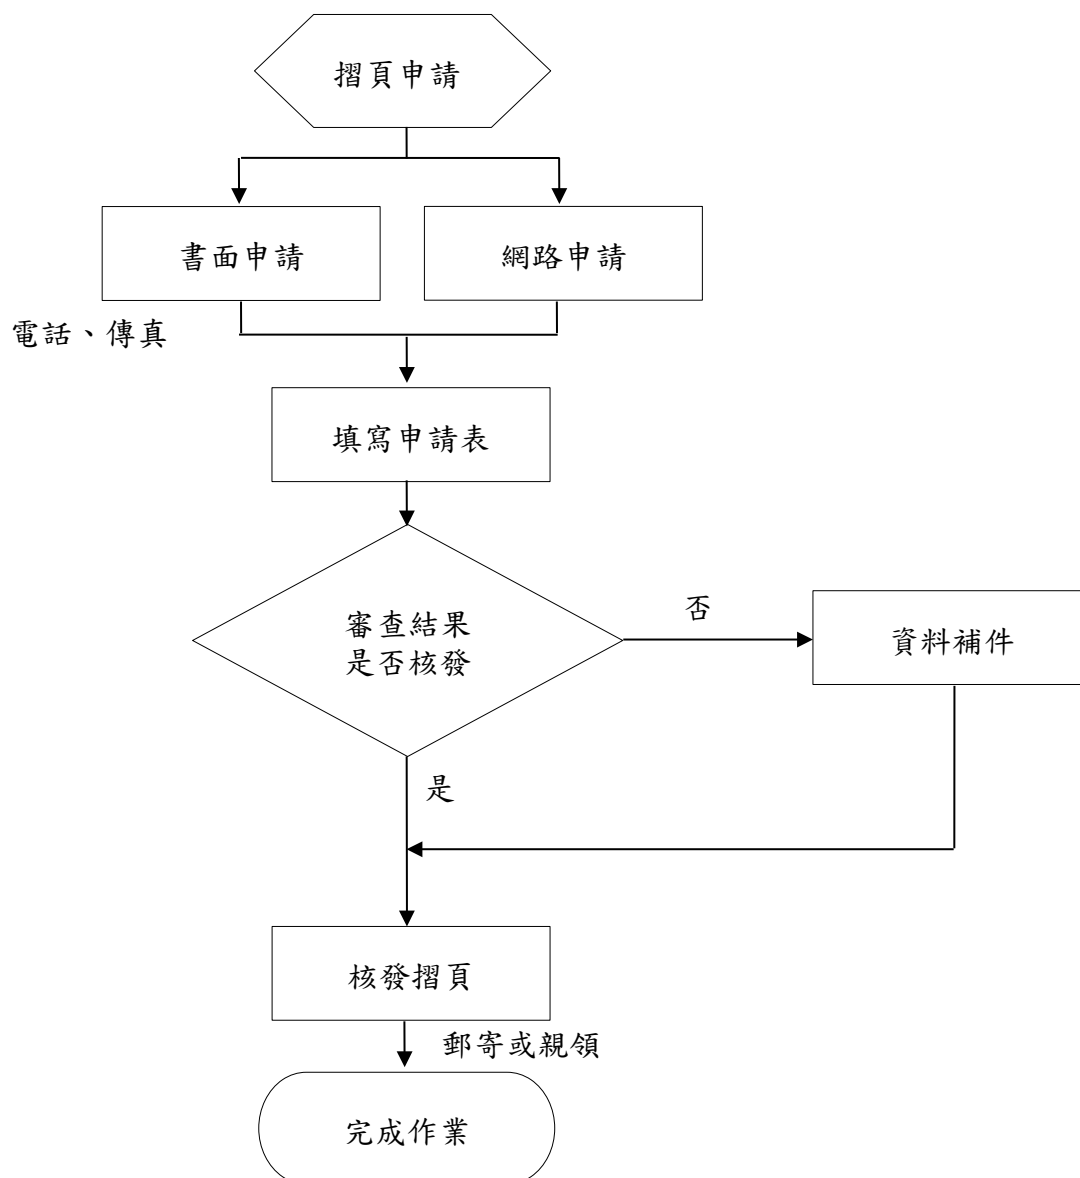 摺頁申請
書面申請
網路申請
電話、傳真
填寫申請表
審查結果
是否核發
否
資料補件
是
核發摺頁
郵寄或親領
完成作業